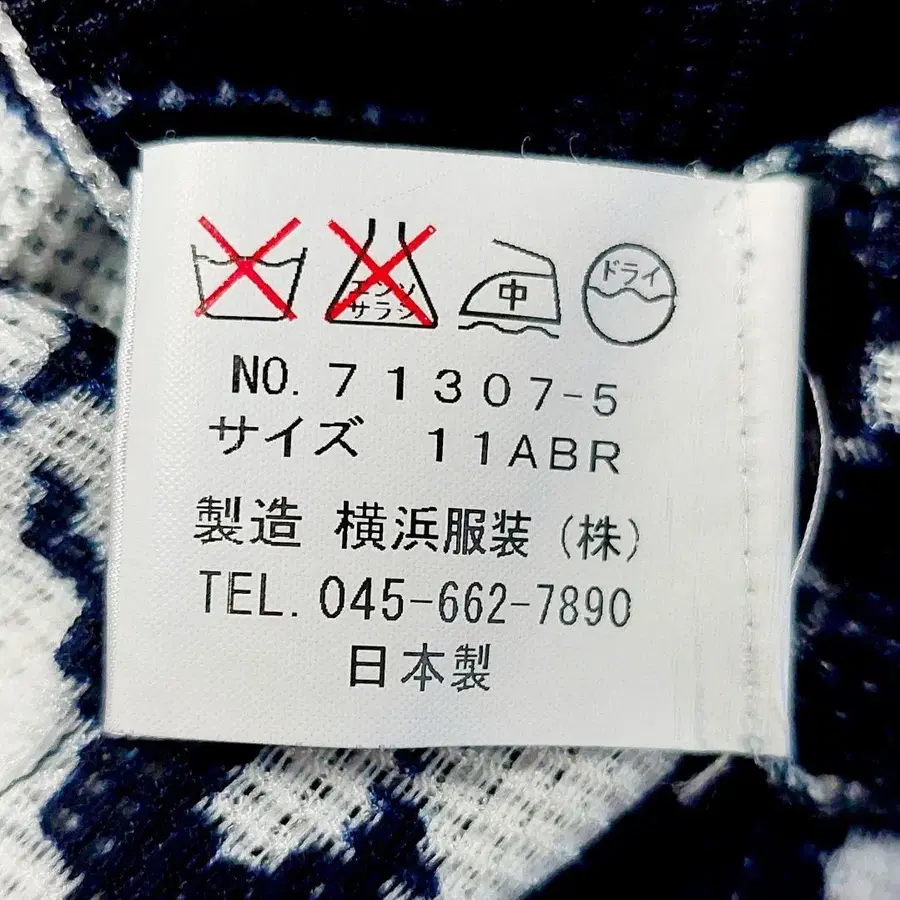 エンソ サラシ 中 ドライ
NO. 71307-5
サイズ 11ABR
製造 横浜服装(株)
TEL. 045-662-7890
日本製